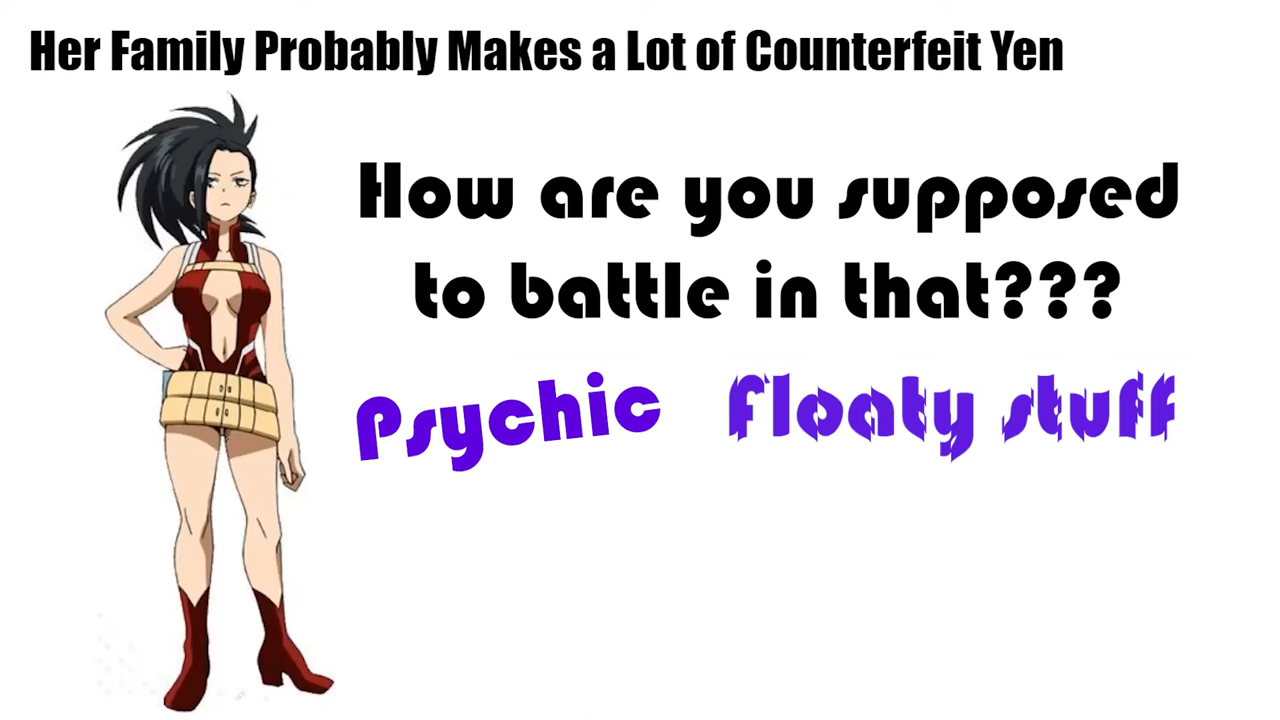 Her Family Probably Makes a Lot of Counterfeit Yen
How are you supposed
to battle in that???
Psychic Floaty stuff